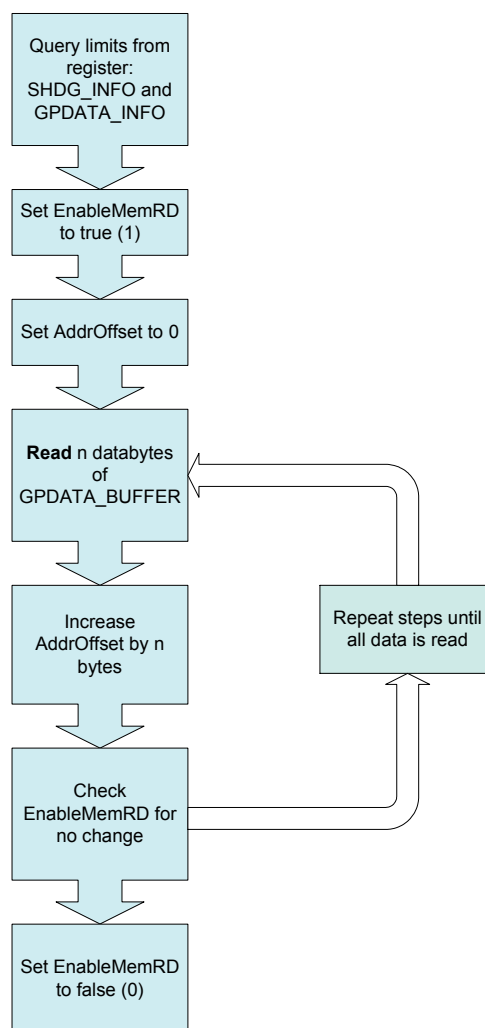 Query limits from
register:
SHDG_INFO and
GPDATA_INFO
Set EnableMemRD
to true (1)
Set AddrOffset to 0
Read n databytes
of
GPDATA_BUFFER
Increase
AddrOffset by n
bytes
Repeat steps until
all data is read
Check
EnableMemRD for
no change
Set EnableMemRD
to false (0)